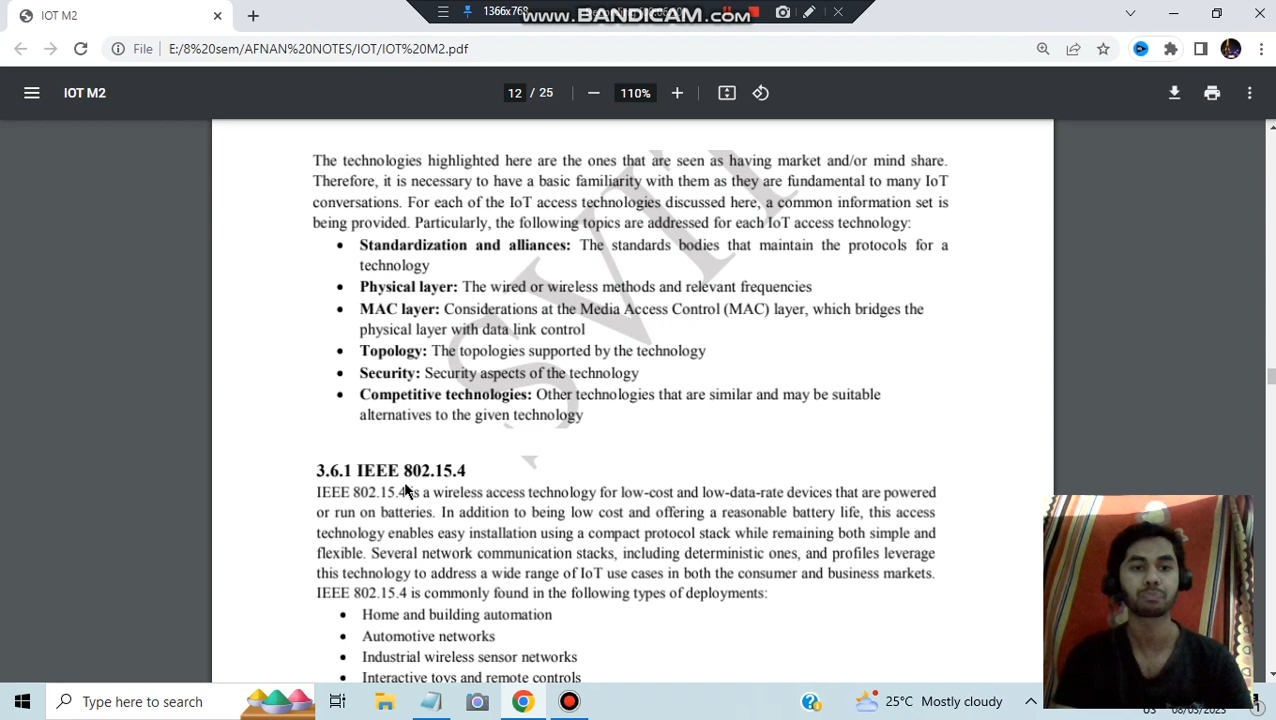 IOT M2
1366x768
www.BANDICAM.com
File
E:/8%20sem/AFNAN%20NOTES/IOT/IOT%20M2.pdf
IOT M2
12 / 25
110%
The technologies highlighted here are the ones that are seen as having market and/or mind share.
Therefore, it is necessary to have a basic familiarity with them as they are fundamental to many IoT
conversations. For each of the IoT access technologies discussed here, a common information set is
being provided. Particularly, the following topics are addressed for each IoT access technology:
• Standardization and alliances: The standards bodies that maintain the protocols for a
technology
• Physical layer: The wired or wireless methods and relevant frequencies
• MAC layer: Considerations at the Media Access Control (MAC) layer, which bridges the
physical layer with data link control
• Topology: The topologies supported by the technology
• Security: Security aspects of the technology
• Competitive technologies: Other technologies that are similar and may be suitable
alternatives to the given technology
SVIT
3.6.1 IEEE 802.15.4
IEEE 802.15.4 is a wireless access technology for low-cost and low-data-rate devices that are powered
or run on batteries. In addition to being low cost and offering a reasonable battery life, this access
technology enables easy installation using a compact protocol stack while remaining both simple and
flexible. Several network communication stacks, including deterministic ones, and profiles leverage
this technology to address a wide range of IoT use cases in both the consumer and business markets.
IEEE 802.15.4 is commonly found in the following types of deployments:
• Home and building automation
• Automotive networks
• Industrial wireless sensor networks
• Interactive toys and remote controls
Type here to search
25°C Mostly cloudy
08/03/2023